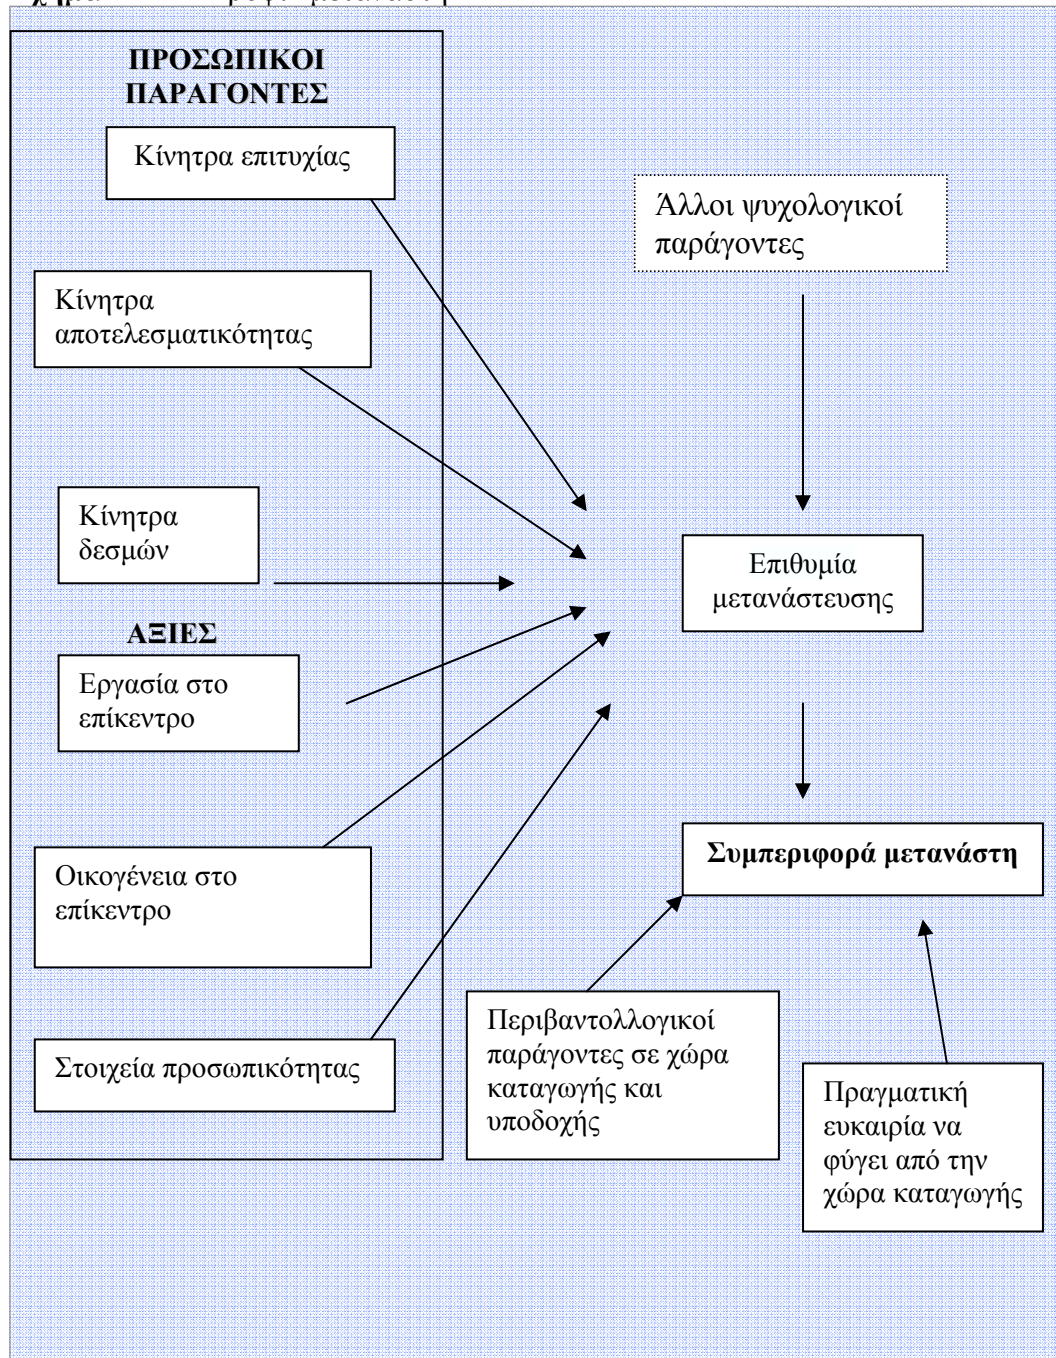 ΠΡΟΣΩΠΙΚΟΙ
ΠΑΡΑΓΟΝΤΕΣ
Κίνητρα επιτυχίας
Άλλοι ψυχολογικοί
παράγοντες
Κίνητρα
αποτελεσματικότητας
Κίνητρα
δεσμών
Επιθυμία
μετανάστευσης
ΑΞΙΕΣ
Εργασία στο
επίκεντρο
Συμπεριφορά μετανάστη
Οικογένεια στο
επίκεντρο
Στοιχεία προσωπικότητας
Περιβαντολλογικοί
παράγοντες σε χώρα
καταγωγής και
υποδοχής
Πραγματική
ευκαιρία να
φύγει από την
χώρα καταγωγής